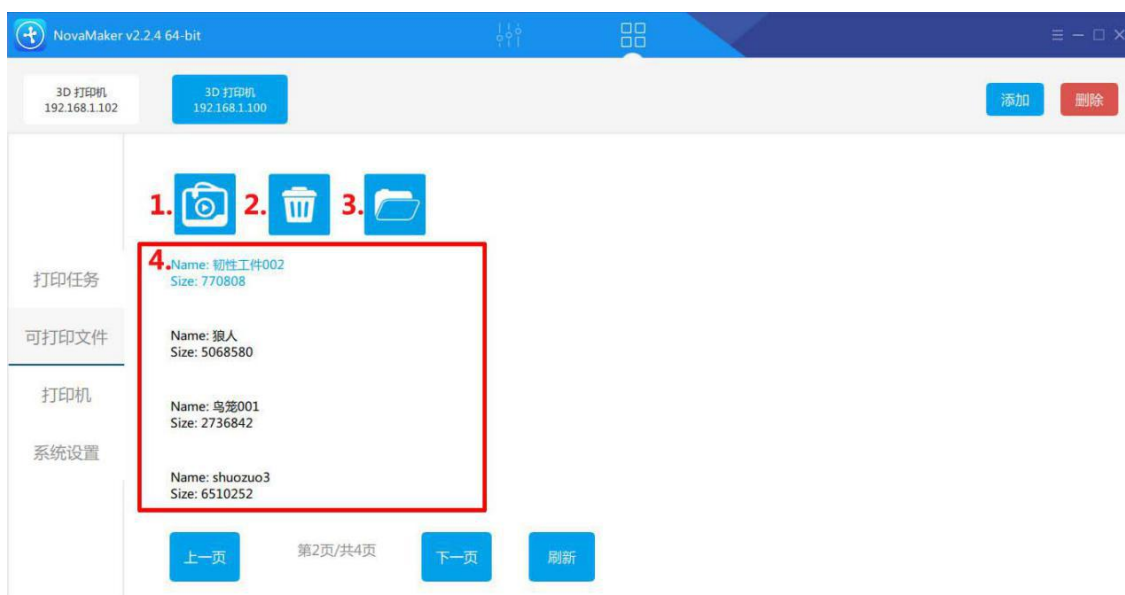 NovaMaker v2.2.4 64-bit
3D 打印机
192.168.1.102
3D 打印机
192.168.1.100
添加
删除
1.
2.
3.
打印任务
可打印文件
打印机
系统设置
4.
Name: 韧性工件002
Size: 770808
Name: 狼人
Size: 5068580
Name: 鸟笼001
Size: 2736842
Name: shuozuo3
Size: 6510252
上一页
第2页/共4页
下一页
刷新